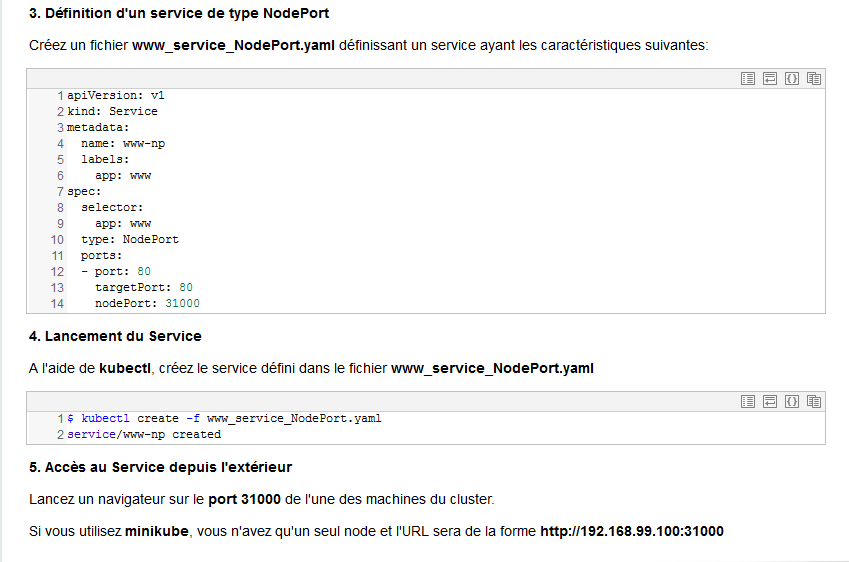 3. Définition d'un service de type NodePort
Créez un fichier www_service_NodePort.yaml définissant un service ayant les caractéristiques suivantes:
1 apiVersion: v1
2 kind: Service
3 metadata:
4   name: www-np
5   labels:
6     app: www
7 spec:
8   selector:
9     app: www
10   type: NodePort
11   ports:
12   - port: 80
13     targetPort: 80
14     nodePort: 31000
4. Lancement du Service
A l'aide de kubectl, créez le service défini dans le fichier www_service_NodePort.yaml
1 $ kubectl create -f www_service_NodePort.yaml
2 service/www-np created
5. Accès au Service depuis l'extérieur
Lancez un navigateur sur le port 31000 de l'une des machines du cluster.
Si vous utilisez minikube, vous n'avez qu'un seul node et l'URL sera de la forme http://192.168.99.100:31000